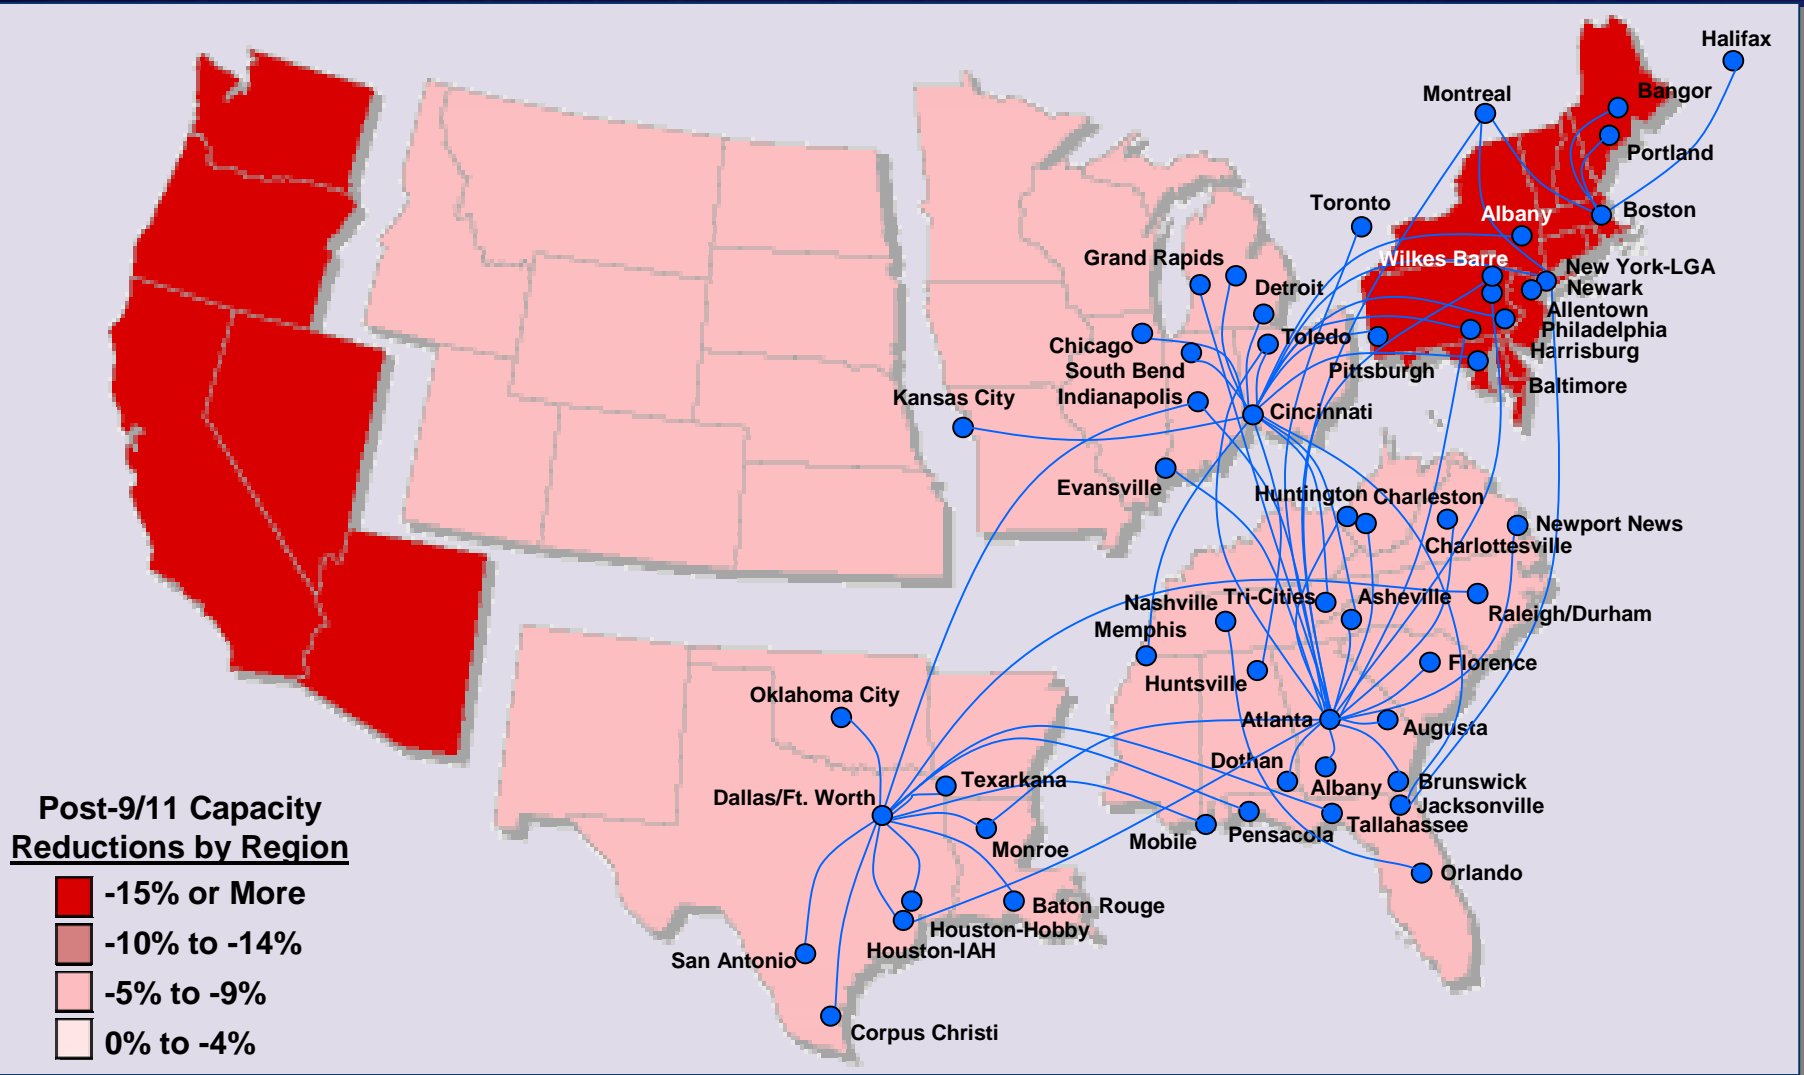 Halifax
Bangor
Montreal
Portland
Toronto
Albany
Boston
Grand Rapids
Wilkes Barre
New York-LGA
Detroit
Newark
Allentown
Chicago
Toledo
Philadelphia
South Bend
Pittsburgh
Harrisburg
Kansas City
Indianapolis
Baltimore
Cincinnati
Evansville
Huntington
Charleston
Newport News
Charlottesville
Nashville
Tri-Cities
Asheville
Raleigh/Durham
Memphis
Huntsville
Florence
Oklahoma City
Atlanta
Augusta
Dothan
Texarkana
Albany
Brunswick
Dallas/Ft. Worth
Jacksonville
Post-9/11 Capacity
Reductions by Region
Mobile
Pensacola
Tallahassee
Monroe
Orlando
-15% or More
Baton Rouge
Houston-Hobby
-10% to -14%
Houston-IAH
San Antonio
-5% to -9%
Corpus Christi
0% to -4%